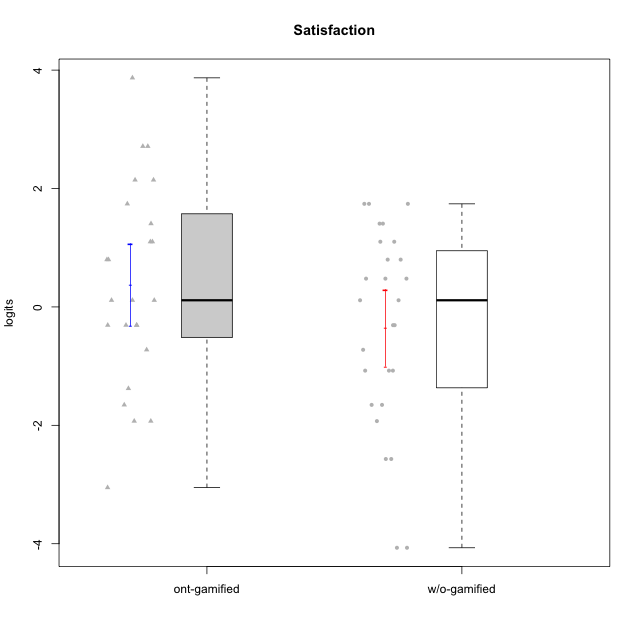 Satisfaction
logits
4
2
0
-2
-4
ont-gamified
w/o-gamified